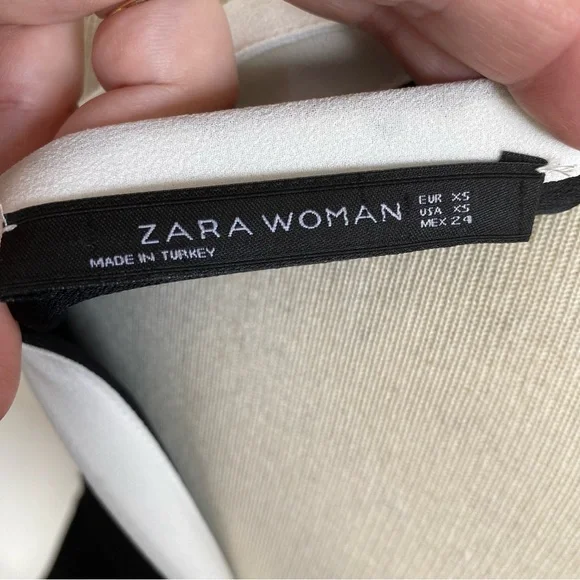 ZARA WOMAN
MADE IN TURKEY
EUR XS
USA XS
MEX 24